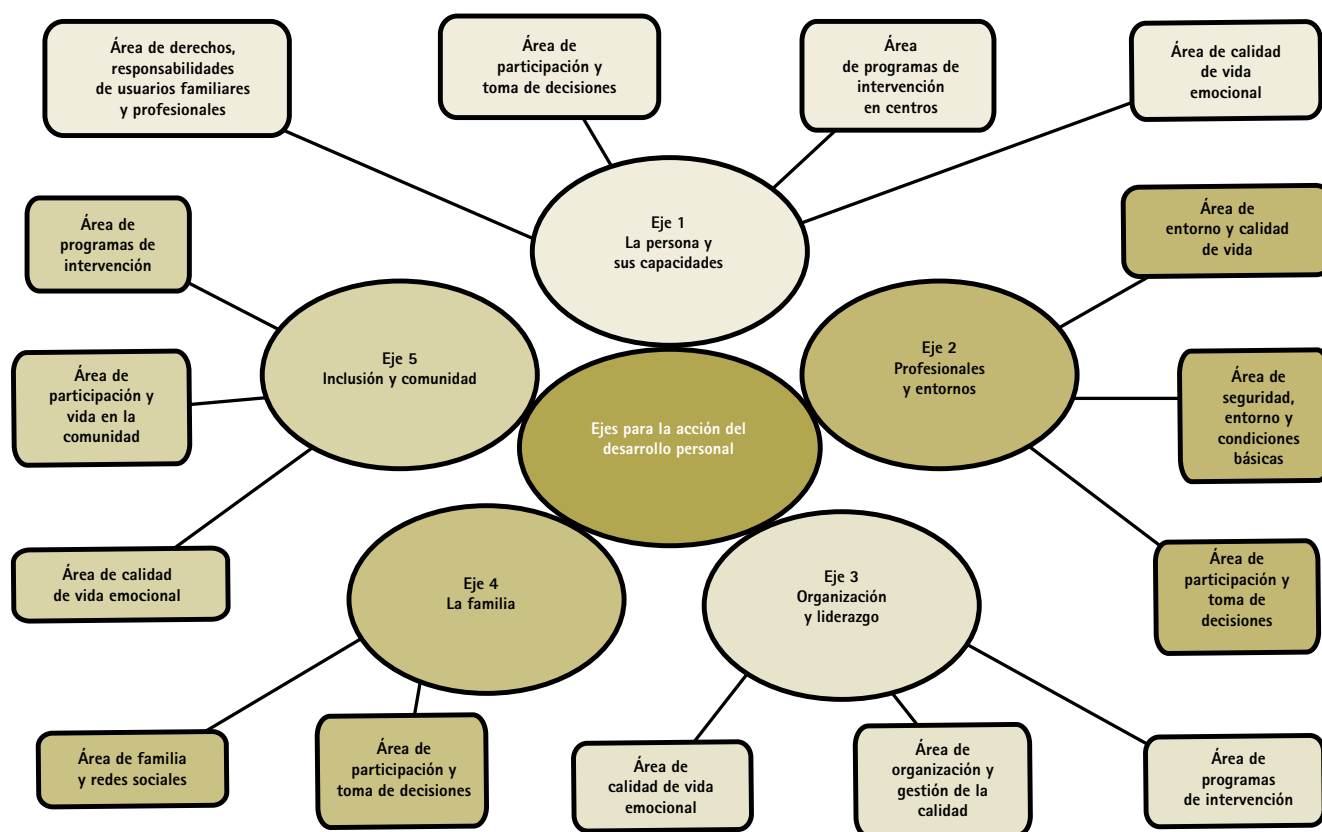 Área de derechos,
responsabilidades
de usuarios familiares
y profesionales
Área de
participación y
toma de decisiones
Área
de programas de
intervención
en centros
Área de calidad
de vida
emocional
Eje 1
La persona y
sus capacidades
Área de
programas de
intervención
Área de
entorno y calidad
de vida
Eje 5
Inclusión y comunidad
Eje 2
Profesionales
y entornos
Área de
participación y
vida en la
comunidad
Área de
seguridad,
entorno y
condiciones
básicas
Ejes para la acción del
desarrollo personal
Área de calidad
de vida emocional
Eje 4
La familia
Eje 3
Organización
y liderazgo
Área de
participación y
toma de
decisiones
Área de familia
y redes sociales
Área de
participación y
toma de decisiones
Área de
calidad de vida
emocional
Área de
organización y
gestión de la
calidad
Área de
programas
de intervención